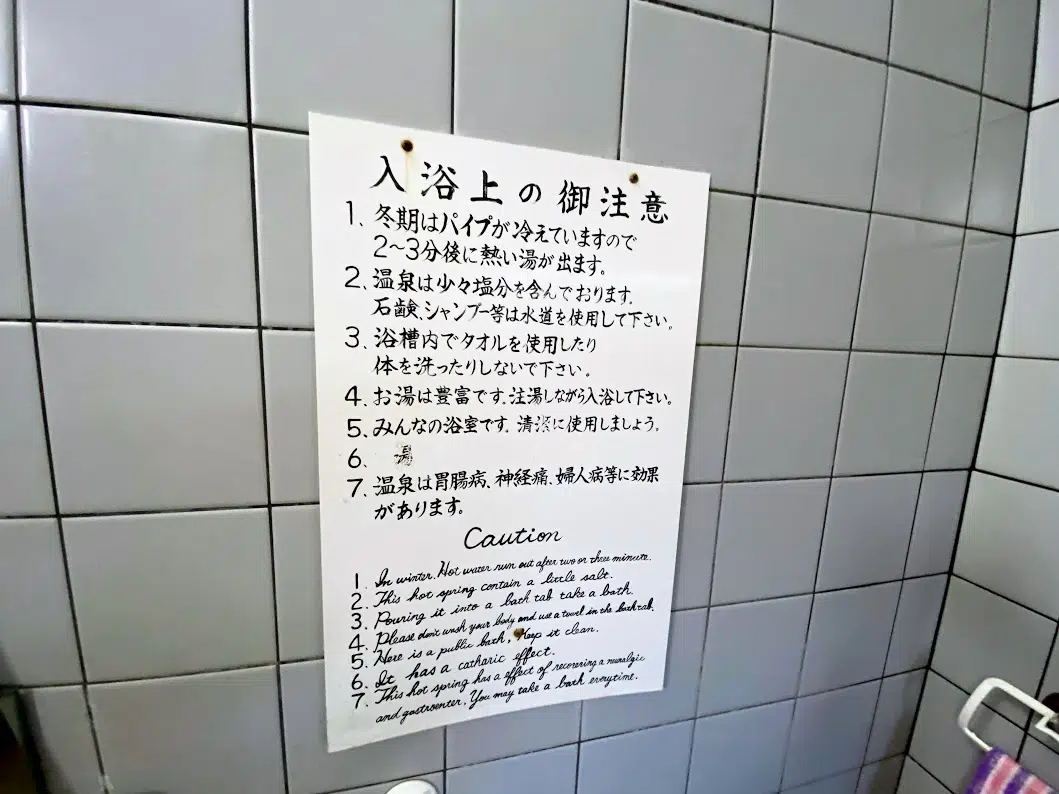 入浴上の御注意
1. 冬期はパイプが冷えていますので
2〜3分後に熱い湯が出ます。
2. 温泉は少々塩分を含んでおります。
石鹸、シャンプー等は水道を使用して下さい。
3. 浴槽内でタオルを使用したり
体を洗ったりしないで下さい。
4. お湯は豊富です。注湯しながら入浴して下さい。
5. みんなの浴室です。清潔に使用しましょう。
6. 湯
7. 温泉は胃腸病、神経痛、婦人病等に効果
があります。
Caution
1. In winter. Hot water run out after two or three minute.
2. This hot spring contain a little salt.
3. Pouring it into a bath tab take a bath.
4. Please don't wash your body and use a towel in the bath tab.
5. Here is a public bath, Keep it clean.
6. It has a catharic effect.
7. This hot spring has a effect of recorering a neuralgic
and gastroenter. You may take a bath evrytime.